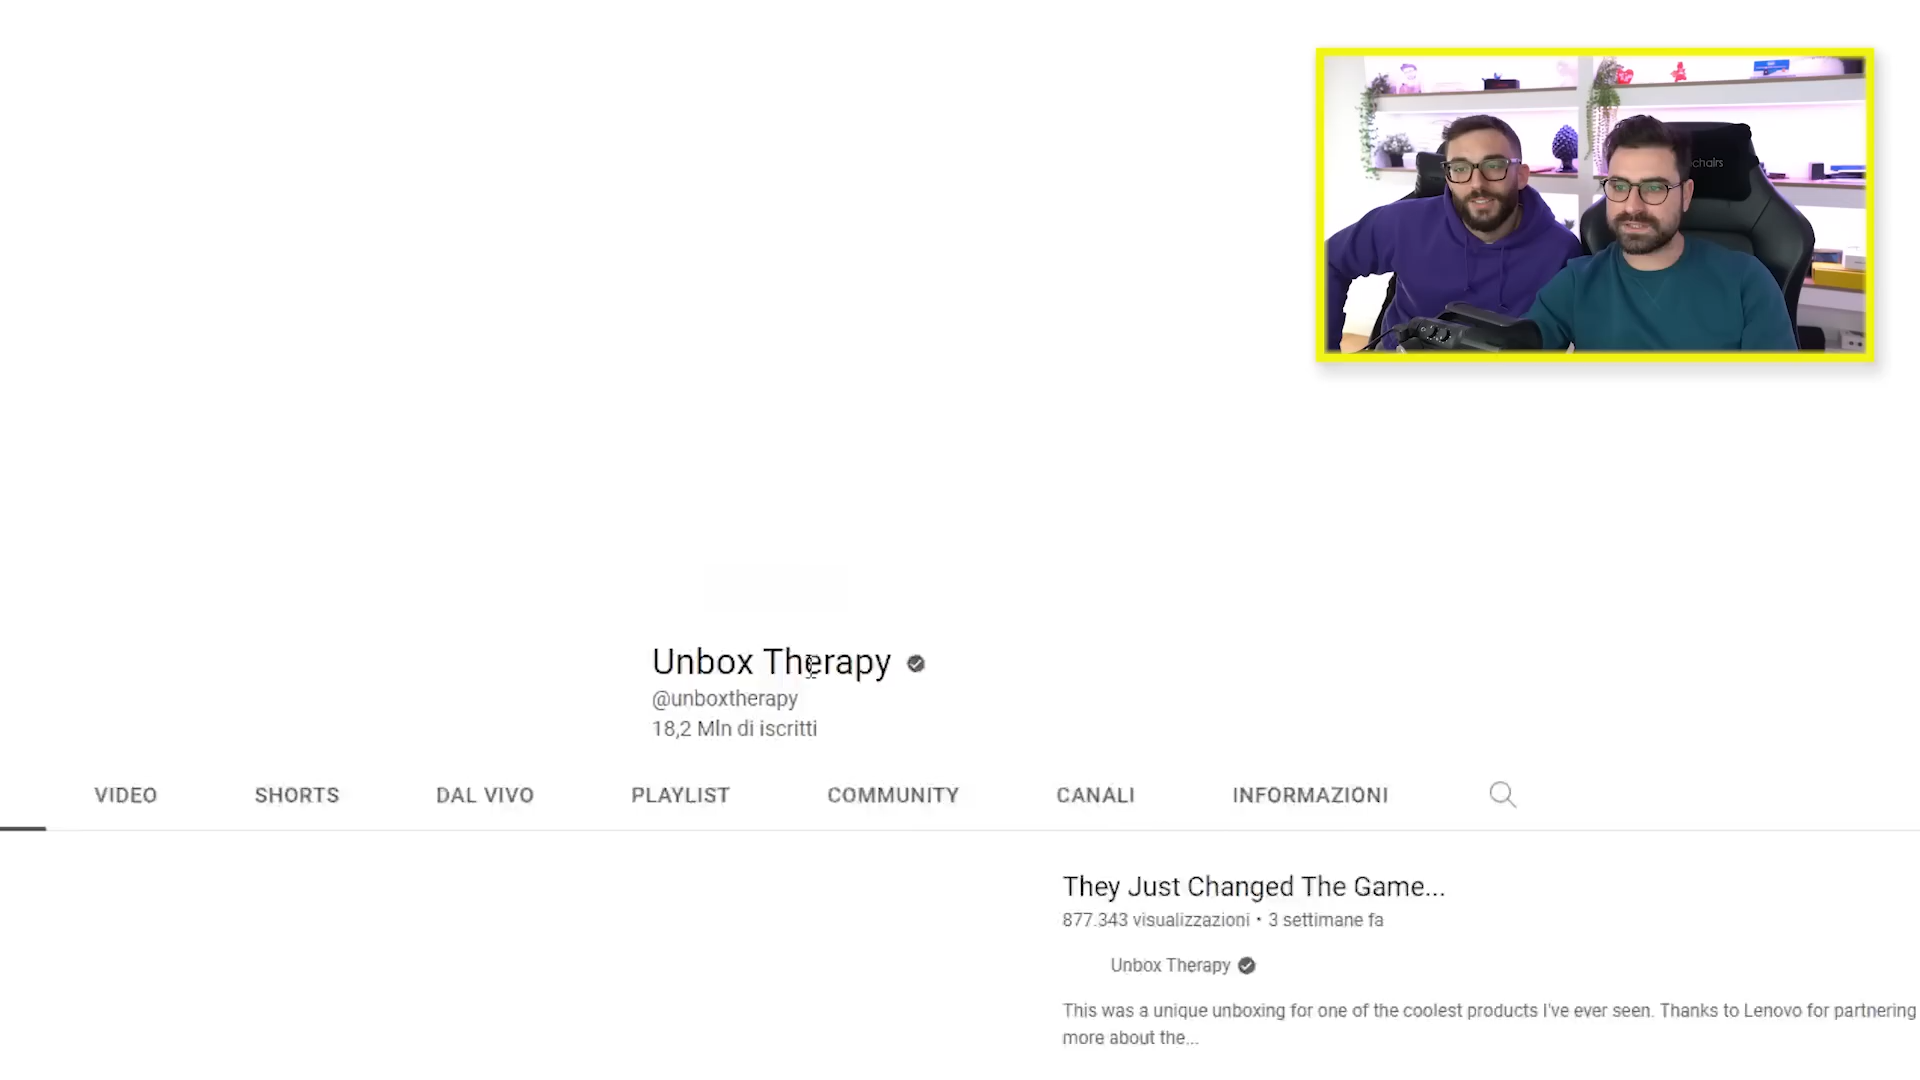 chairs
Unbox Therapy
@unboxtherapy
18,2 Mln di iscritti
VIDEO SHORTS DAL VIVO PLAYLIST COMMUNITY CANALI INFORMAZIONI
They Just Changed The Game...
877.343 visualizzazioni • 3 settimane fa
Unbox Therapy
This was a unique unboxing for one of the coolest products I've ever seen. Thanks to Lenovo for partnering
more about the...